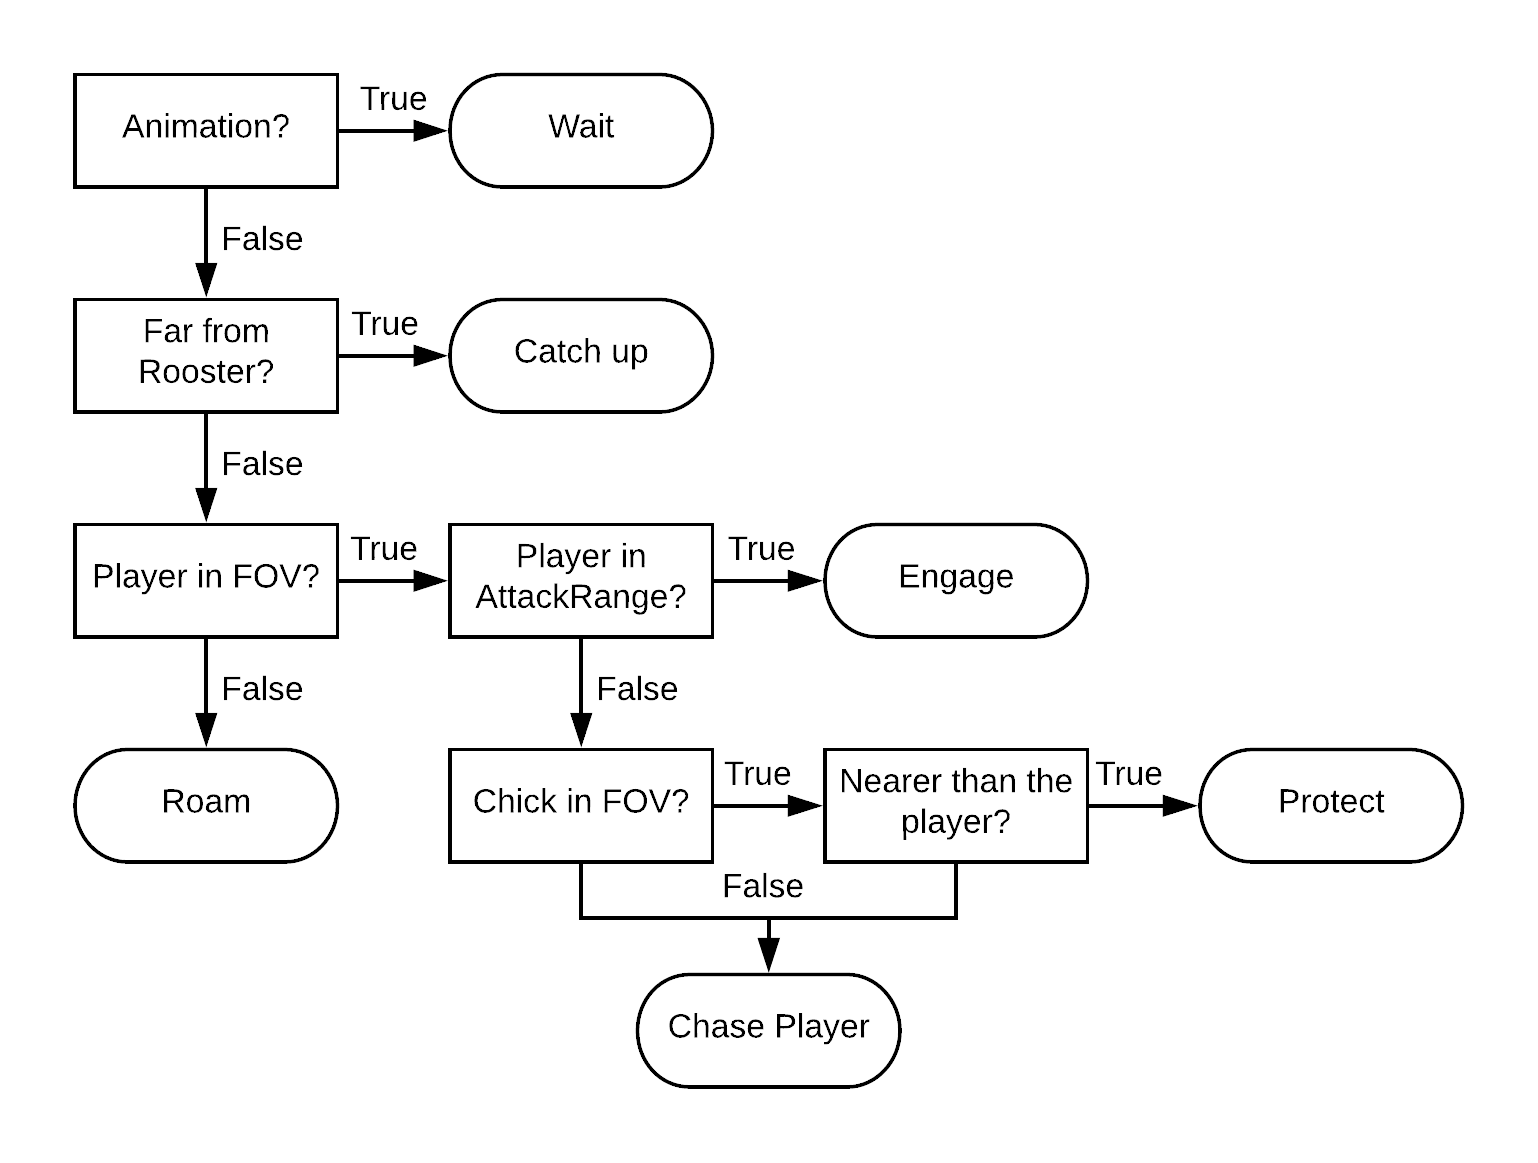 Animation?
True
Wait
False
Far from
Rooster?
True
Catch up
False
Player in FOV?
True
Player in
AttackRange?
True
Engage
False
False
Roam
Chick in FOV?
True
Nearer than the
player?
True
Protect
False
Chase Player